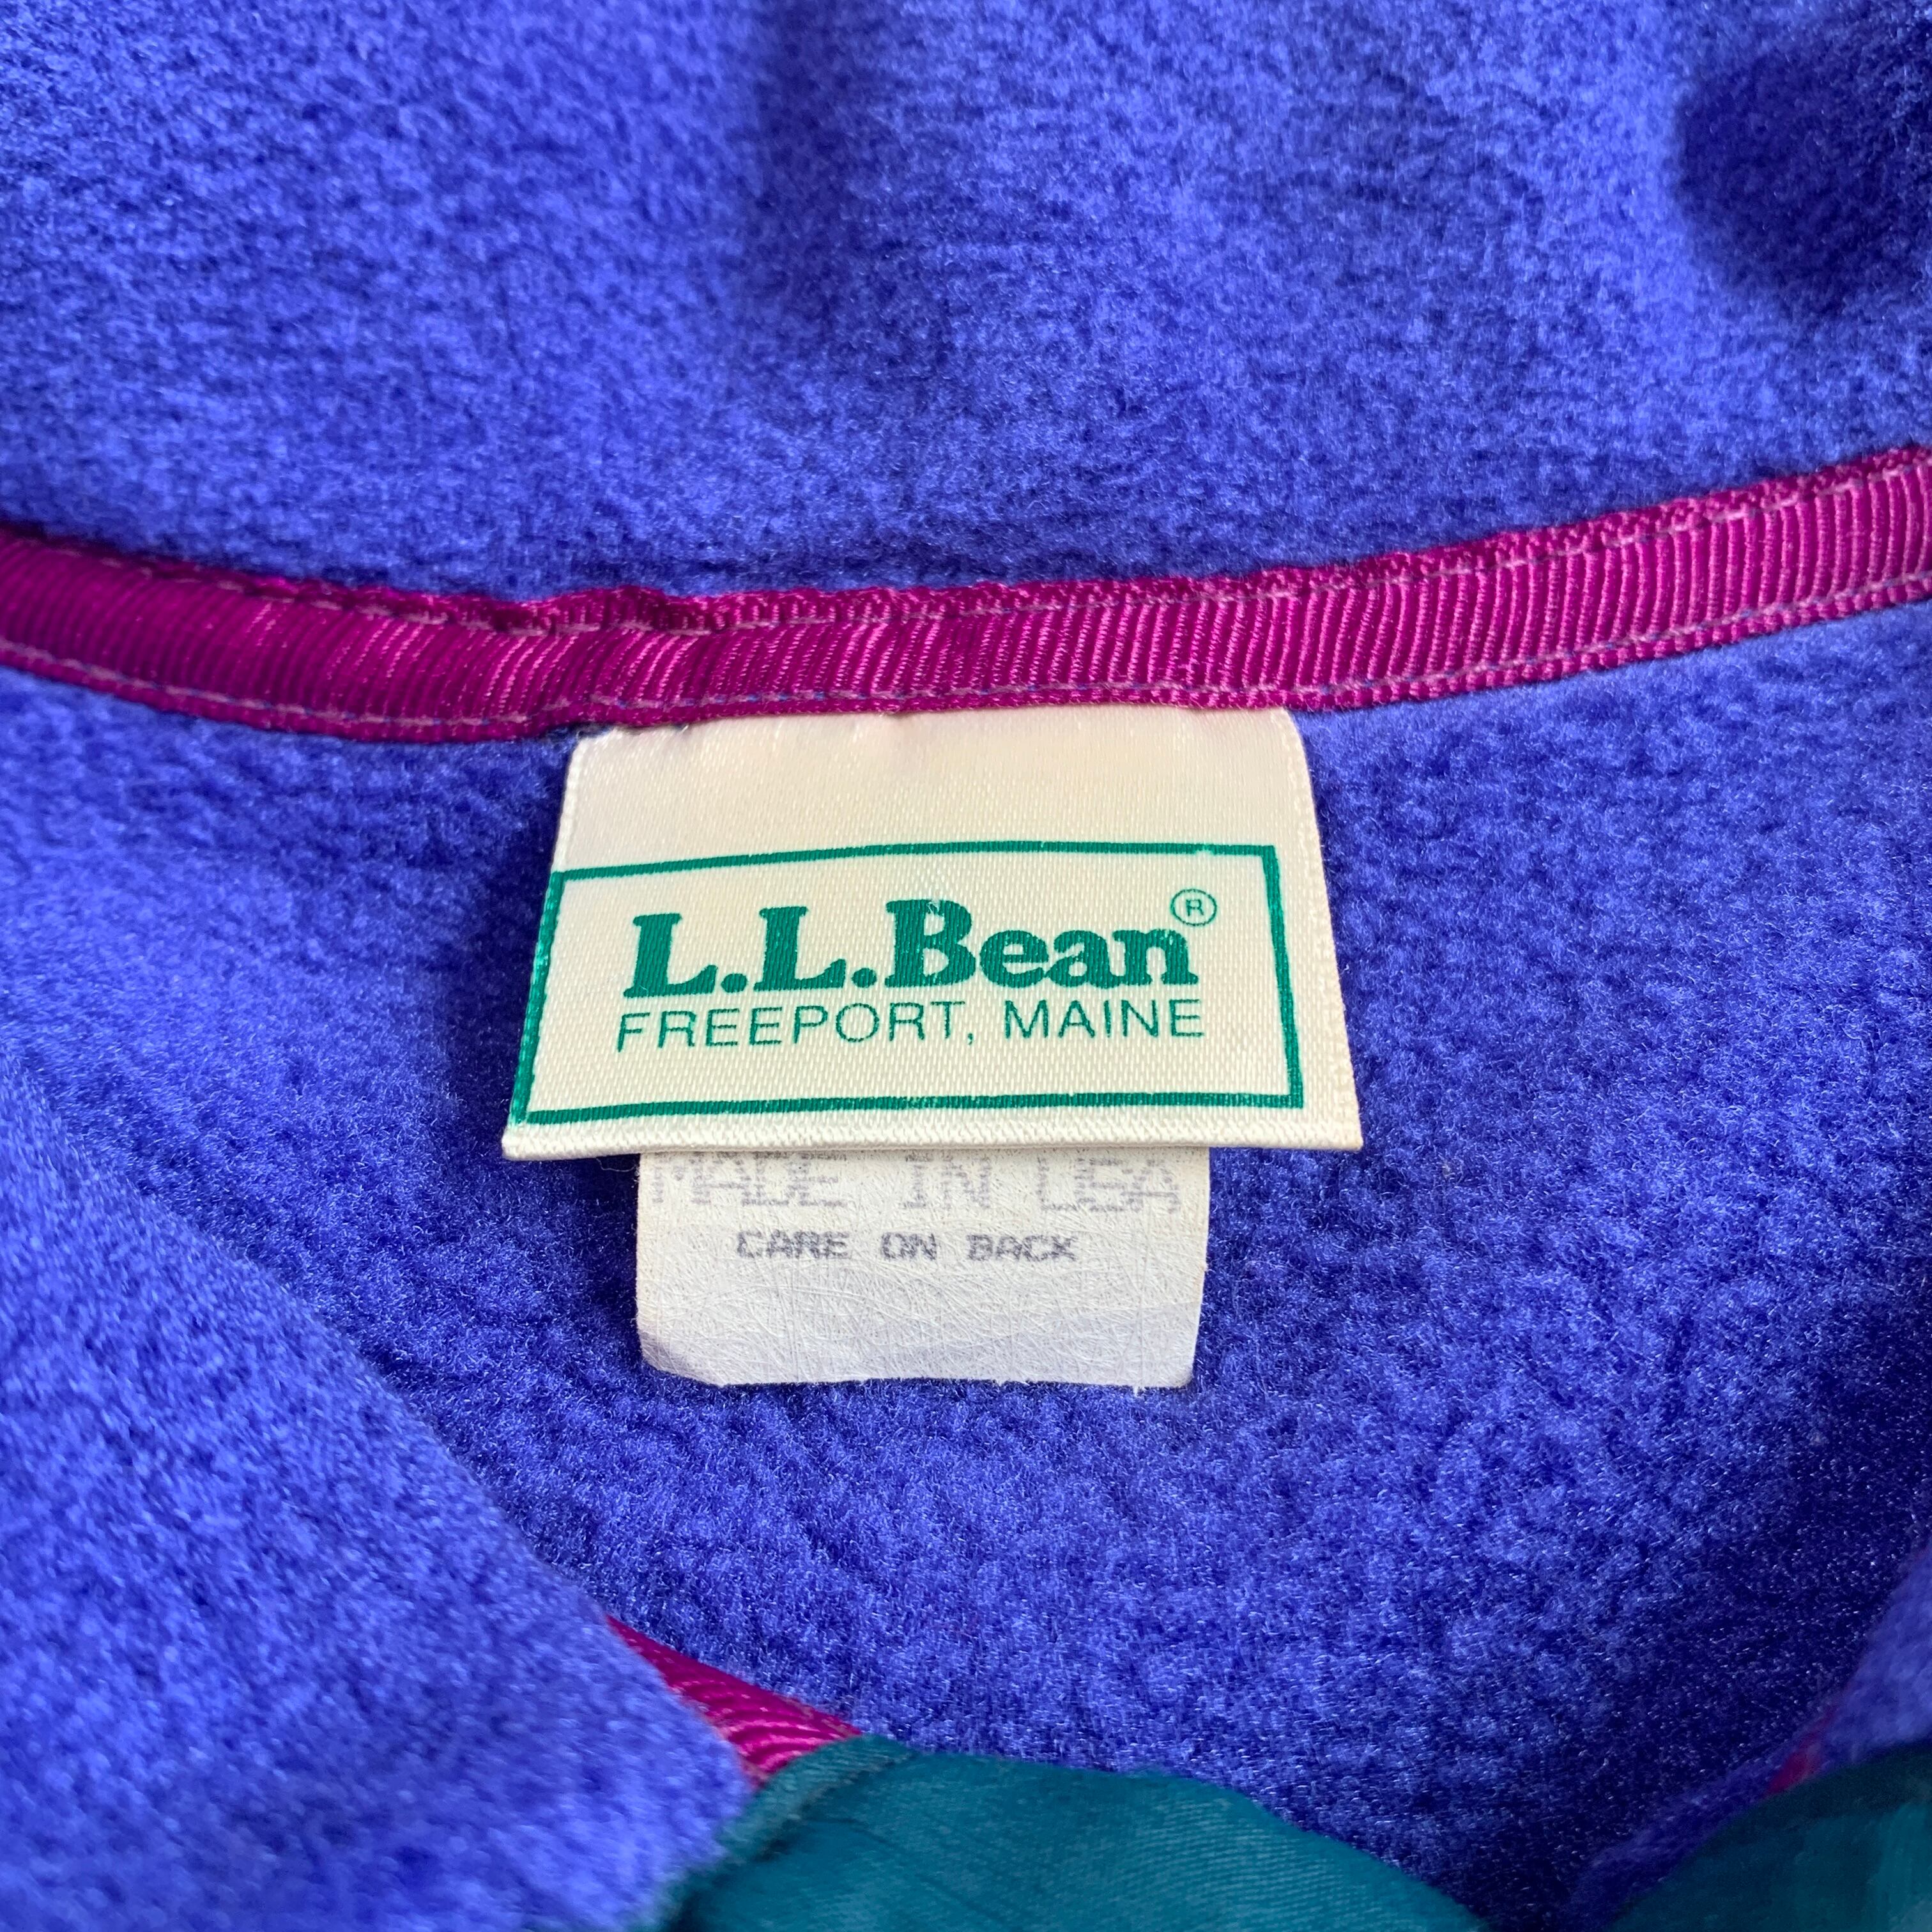 L.L.Bean®
FREEPORT, MAINE
MADE IN USA
CARE ON BACK